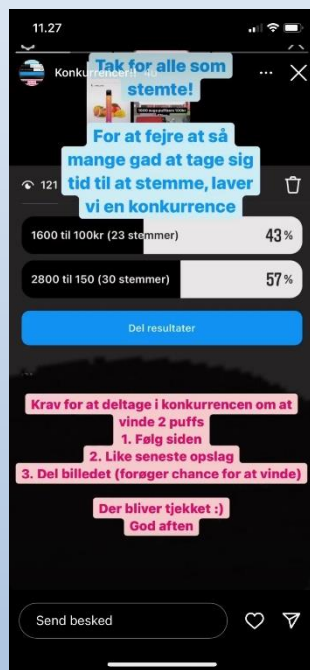 11.27
Konkurrencer!! 4d
Tak for alle som
stemte!
For at fejre at så
mange gad at tage sig
tid til at stemme, laver
vi en konkurrence
121
1600 til 100kr (23 stemmer)
43%
2800 til 150 (30 stemmer)
57%
Del resultater
Krav for at deltage i konkurrencen om at
vinde 2 puffs
1. Følg siden
2. Like seneste opslag
3. Del billedet (forøger chance for at vinde)
Der bliver tjekket :)
God aften
Send besked